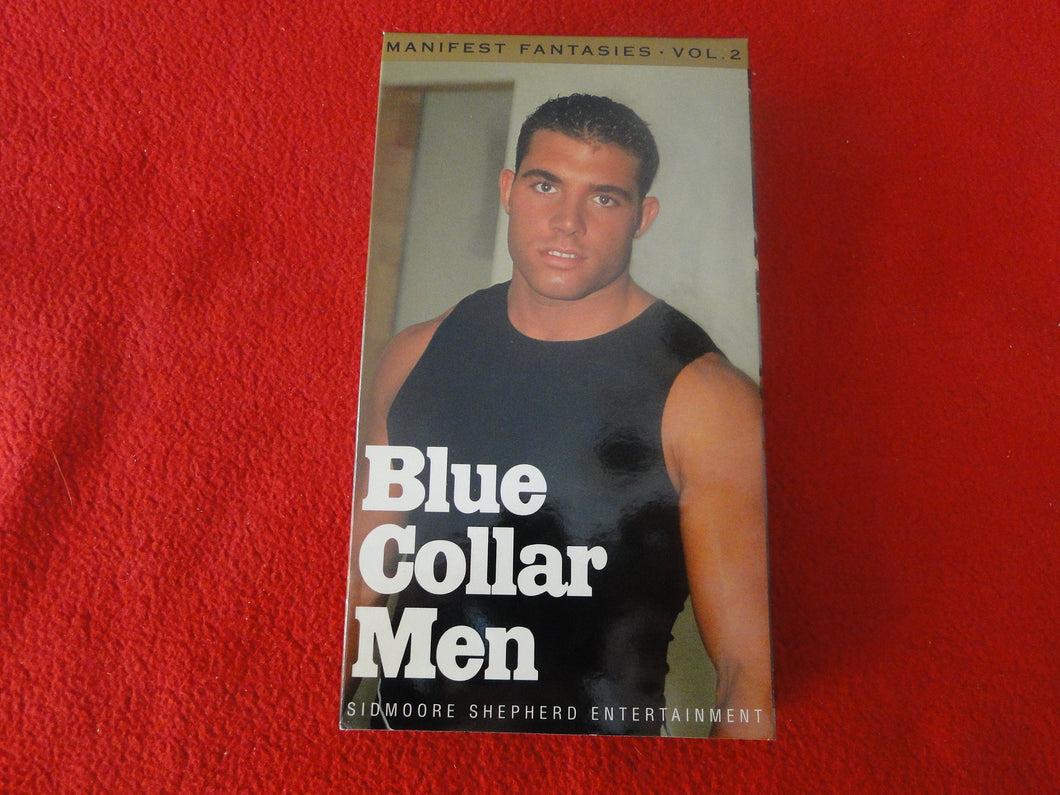 MANIFEST FANTASIES · VOL.2
Blue
Collar
Men
SIDMOORE SHEPHERD ENTERTAINMENT